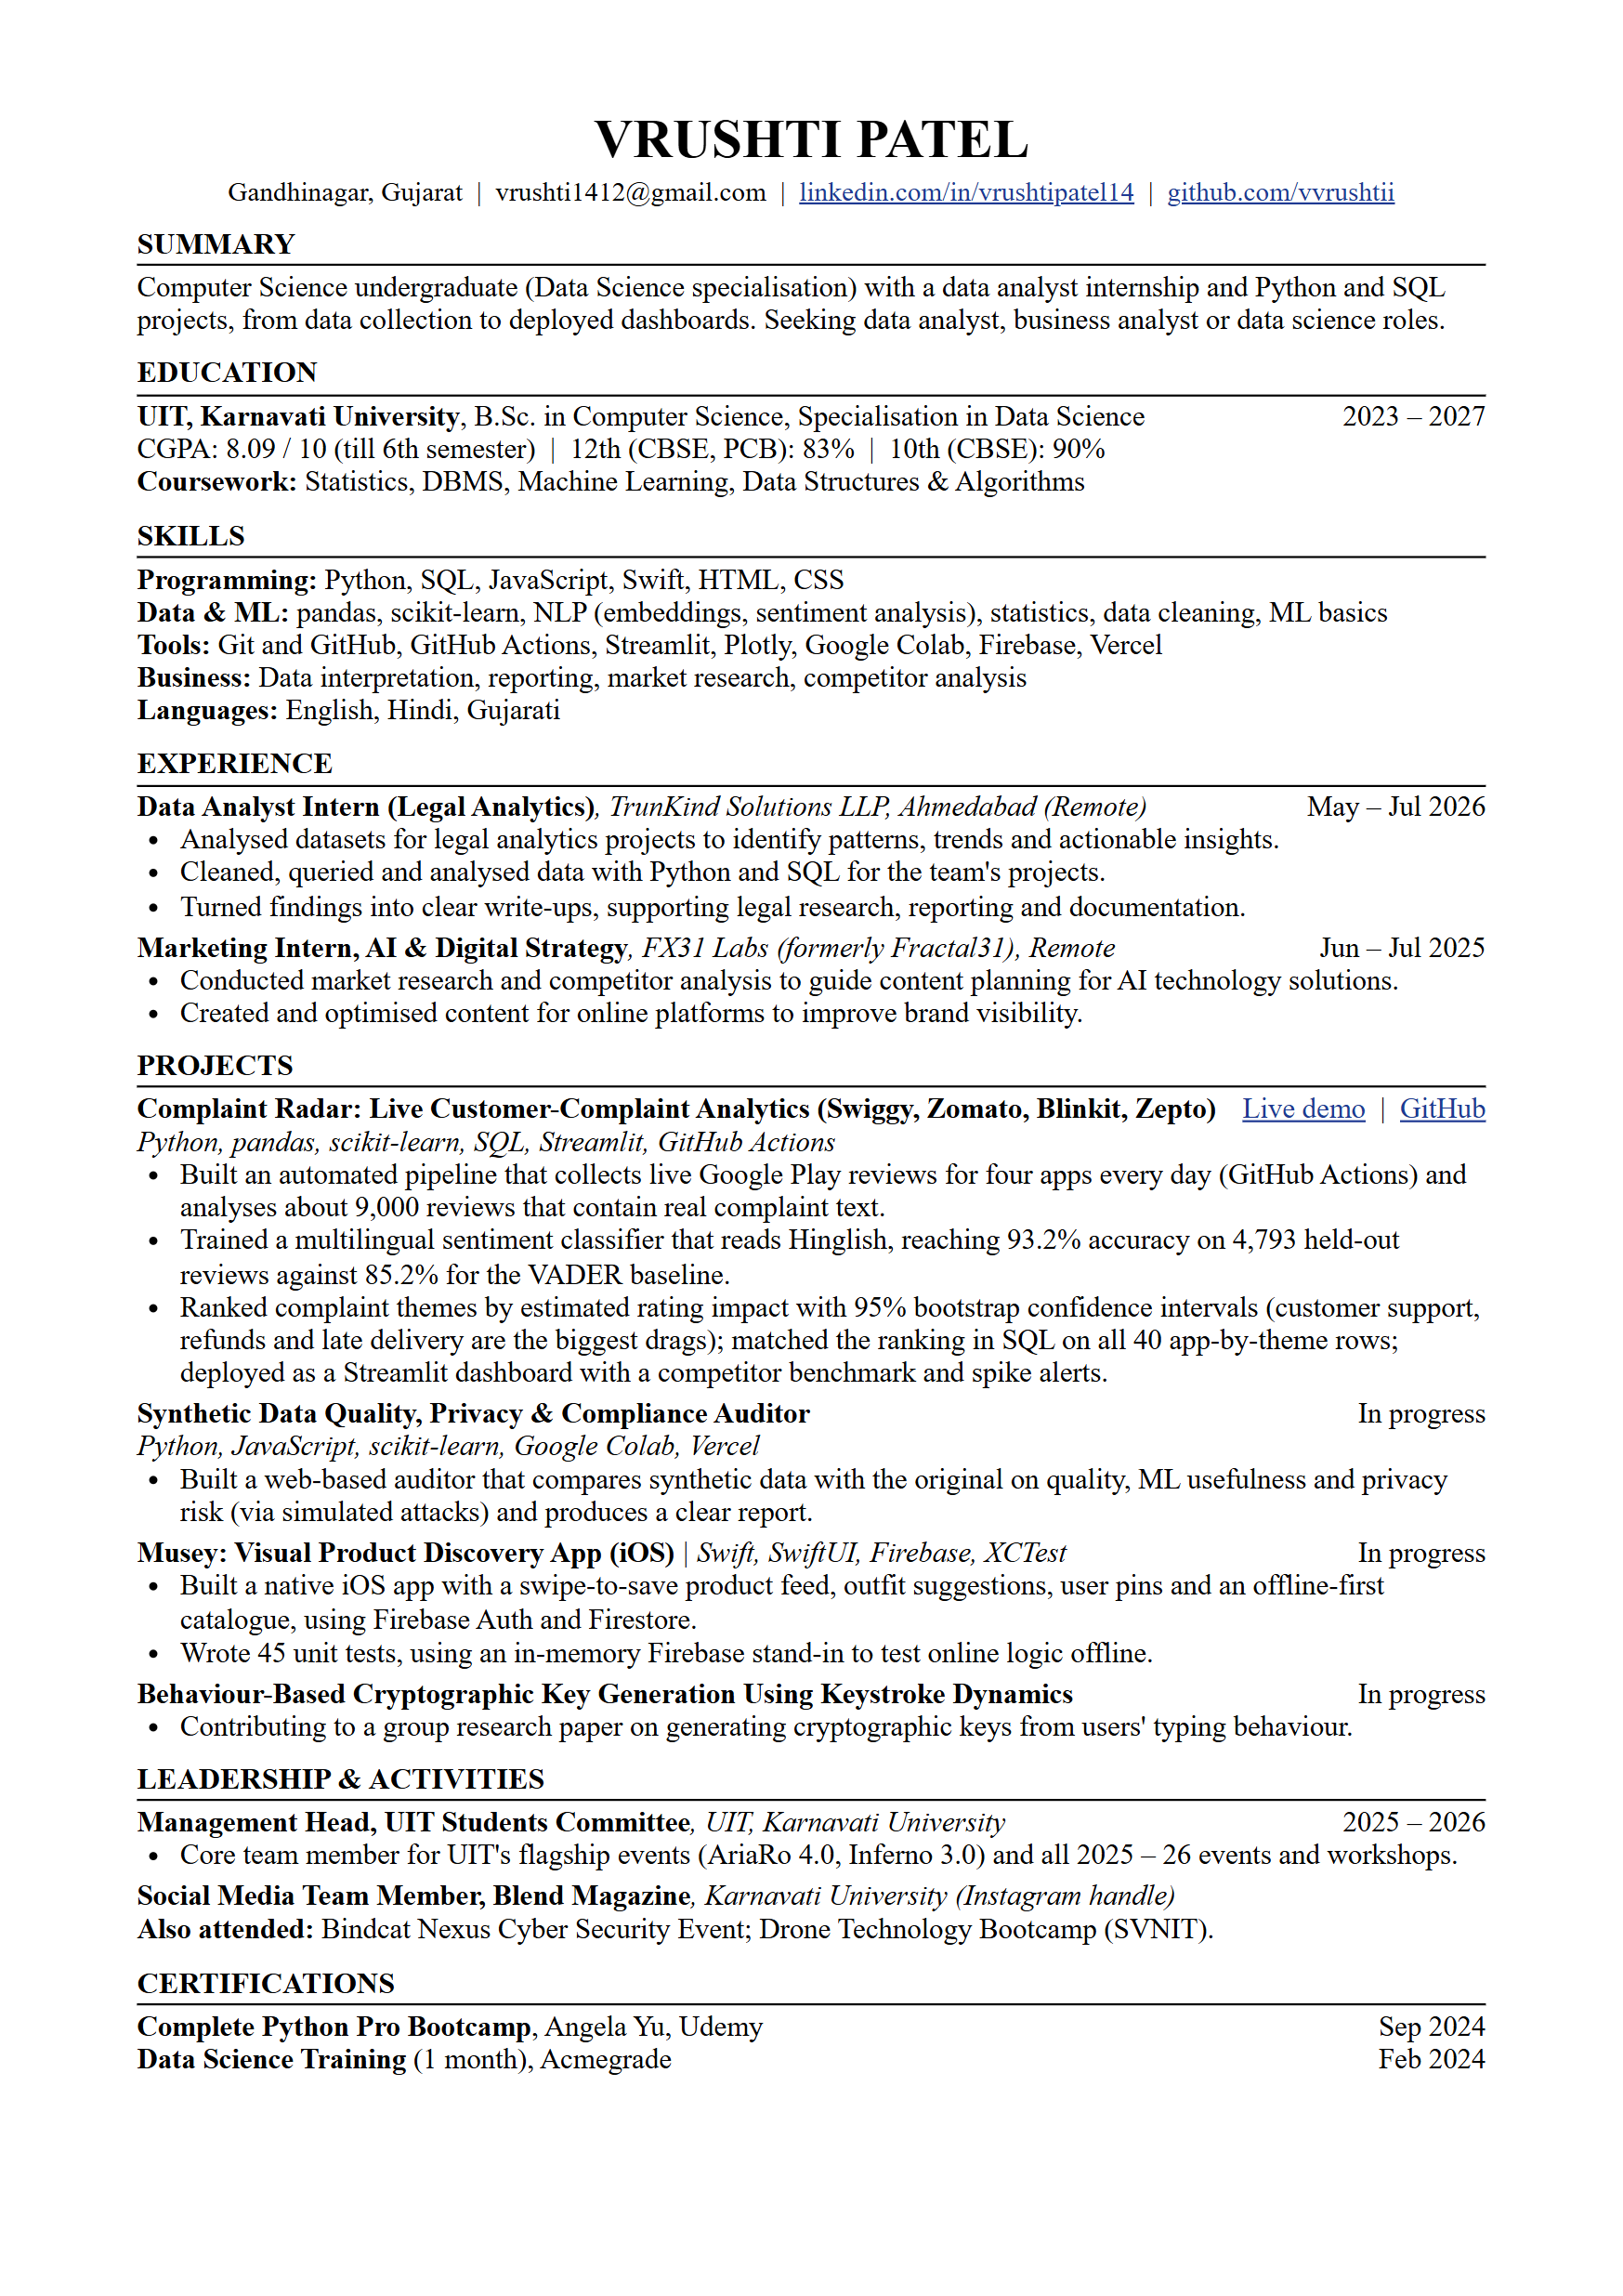 VRUSHTI PATEL
Gandhinagar, Gujarat | vrushti1412@gmail.com | linkedin.com/in/vrushtipatel14 | github.com/vvrushtii
SUMMARY
Computer Science undergraduate (Data Science specialisation) with a data analyst internship and Python and SQL
projects, from data collection to deployed dashboards. Seeking data analyst, business analyst or data science roles.
EDUCATION
UIT, Karnavati University, B.Sc. in Computer Science, Specialisation in Data Science 2023 – 2027
CGPA: 8.09 / 10 (till 6th semester) | 12th (CBSE, PCB): 83% | 10th (CBSE): 90%
Coursework: Statistics, DBMS, Machine Learning, Data Structures & Algorithms
SKILLS
Programming: Python, SQL, JavaScript, Swift, HTML, CSS
Data & ML: pandas, scikit-learn, NLP (embeddings, sentiment analysis), statistics, data cleaning, ML basics
Tools: Git and GitHub, GitHub Actions, Streamlit, Plotly, Google Colab, Firebase, Vercel
Business: Data interpretation, reporting, market research, competitor analysis
Languages: English, Hindi, Gujarati
EXPERIENCE
Data Analyst Intern (Legal Analytics), TrunKind Solutions LLP, Ahmedabad (Remote) May – Jul 2026
• Analysed datasets for legal analytics projects to identify patterns, trends and actionable insights.
• Cleaned, queried and analysed data with Python and SQL for the team's projects.
• Turned findings into clear write-ups, supporting legal research, reporting and documentation.
Marketing Intern, AI & Digital Strategy, FX31 Labs (formerly Fractal31), Remote Jun – Jul 2025
• Conducted market research and competitor analysis to guide content planning for AI technology solutions.
• Created and optimised content for online platforms to improve brand visibility.
PROJECTS
Complaint Radar: Live Customer-Complaint Analytics (Swiggy, Zomato, Blinkit, Zepto) Live demo | GitHub
Python, pandas, scikit-learn, SQL, Streamlit, GitHub Actions
• Built an automated pipeline that collects live Google Play reviews for four apps every day (GitHub Actions) and
analyses about 9,000 reviews that contain real complaint text.
• Trained a multilingual sentiment classifier that reads Hinglish, reaching 93.2% accuracy on 4,793 held-out
reviews against 85.2% for the VADER baseline.
• Ranked complaint themes by estimated rating impact with 95% bootstrap confidence intervals (customer support,
refunds and late delivery are the biggest drags); matched the ranking in SQL on all 40 app-by-theme rows;
deployed as a Streamlit dashboard with a competitor benchmark and spike alerts.
Synthetic Data Quality, Privacy & Compliance Auditor In progress
Python, JavaScript, scikit-learn, Google Colab, Vercel
• Built a web-based auditor that compares synthetic data with the original on quality, ML usefulness and privacy
risk (via simulated attacks) and produces a clear report.
Musey: Visual Product Discovery App (iOS) | Swift, SwiftUI, Firebase, XCTest In progress
• Built a native iOS app with a swipe-to-save product feed, outfit suggestions, user pins and an offline-first
catalogue, using Firebase Auth and Firestore.
• Wrote 45 unit tests, using an in-memory Firebase stand-in to test online logic offline.
Behaviour-Based Cryptographic Key Generation Using Keystroke Dynamics In progress
• Contributing to a group research paper on generating cryptographic keys from users' typing behaviour.
LEADERSHIP & ACTIVITIES
Management Head, UIT Students Committee, UIT, Karnavati University 2025 – 2026
• Core team member for UIT's flagship events (AriaRo 4.0, Inferno 3.0) and all 2025 – 26 events and workshops.
Social Media Team Member, Blend Magazine, Karnavati University (Instagram handle)
Also attended: Bindcat Nexus Cyber Security Event; Drone Technology Bootcamp (SVNIT).
CERTIFICATIONS
Complete Python Pro Bootcamp, Angela Yu, Udemy Sep 2024
Data Science Training (1 month), Acmegrade Feb 2024